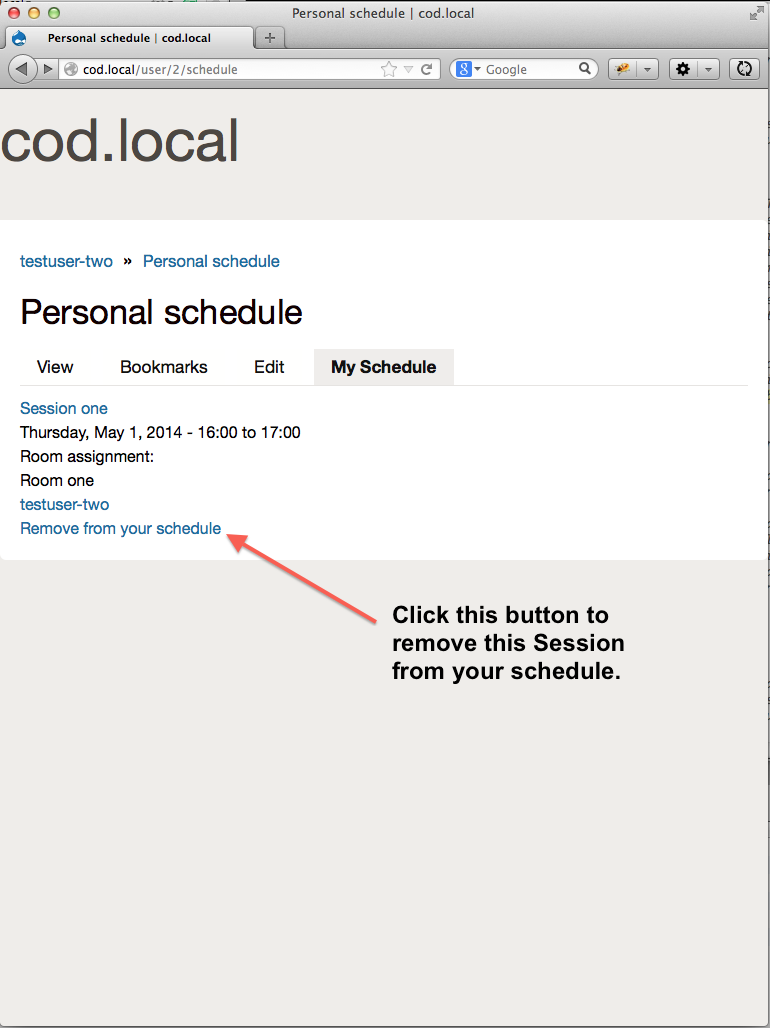 Personal schedule | cod.local
Personal schedule | cod.local
cod.local/user/2/schedule
Google
cod.local
testuser-two » Personal schedule
Personal schedule
View Bookmarks Edit My Schedule
Session one
Thursday, May 1, 2014 - 16:00 to 17:00
Room assignment:
Room one
testuser-two
Remove from your schedule
Click this button to
remove this Session
from your schedule.